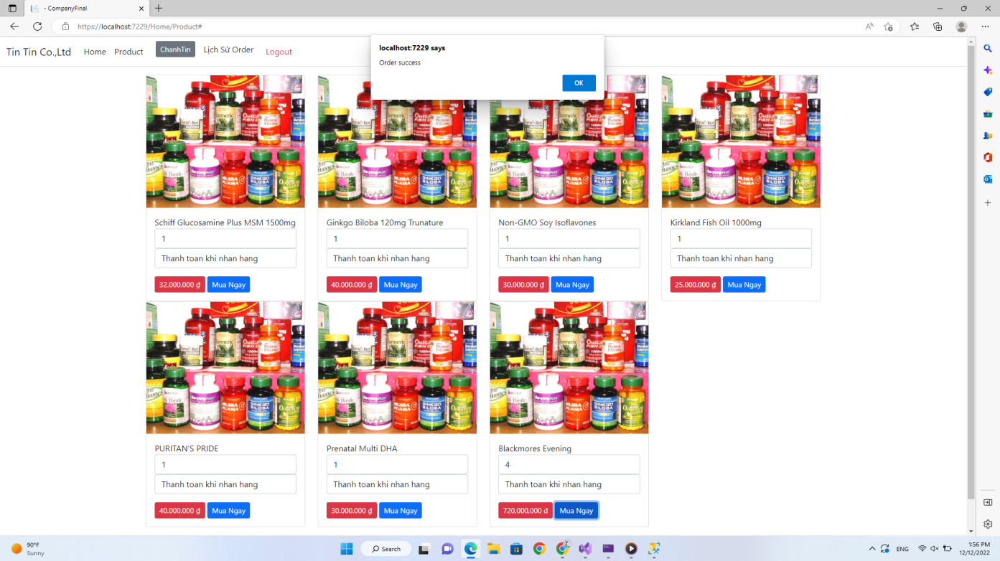 - CompanyFinal
https://localhost:7229/Home/Product#
Tin Tin Co.,Ltd Home Product ChanhTin Lịch Sử Order Logout
localhost:7229 says
Order success
OK
Schiff Glucosamine Plus MSM 1500mg
1
Thanh toan khi nhan hang
32.000.000 ₫ Mua Ngay
Ginkgo Biloba 120mg Trunature
1
Thanh toan khi nhan hang
40.000.000 ₫ Mua Ngay
Non-GMO Soy Isoflavones
1
Thanh toan khi nhan hang
30.000.000 ₫ Mua Ngay
Kirkland Fish Oil 1000mg
1
Thanh toan khi nhan hang
25.000.000 ₫ Mua Ngay
PURITAN'S PRIDE
1
Thanh toan khi nhan hang
40.000.000 ₫ Mua Ngay
Prenatal Multi DHA
1
Thanh toan khi nhan hang
30.000.000 ₫ Mua Ngay
Blackmores Evening
4
Thanh toan khi nhan hang
720,000,000 đ Mua Ngay
90°F
Sunny
Search
ENG
1:56 PM
12/12/2022